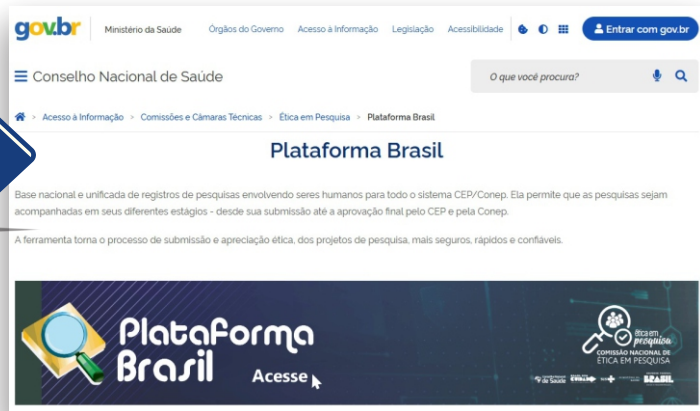 gov.br Ministério da Saúde Órgãos do Governo Acesso à Informação Legislação Acessibilidade Entrar com gov.br
Conselho Nacional de Saúde O que você procura?
> Acesso à Informação > Comissões e Câmaras Técnicas > Ética em Pesquisa > Plataforma Brasil
Plataforma Brasil
Base nacional e unificada de registros de pesquisas envolvendo seres humanos para todo o sistema CEP/Conep. Ela permite que as pesquisas sejam
acompanhadas em seus diferentes estágios - desde sua submissão até a aprovação final pelo CEP e pela Conep.
A ferramenta torna o processo de submissão e apreciação ética, dos projetos de pesquisa, mais seguros, rápidos e confiáveis.
Plataforma
Brasil Acesse
ética em
pesquisa
COMISSÃO NACIONAL DE
ÉTICA EM PESQUISA